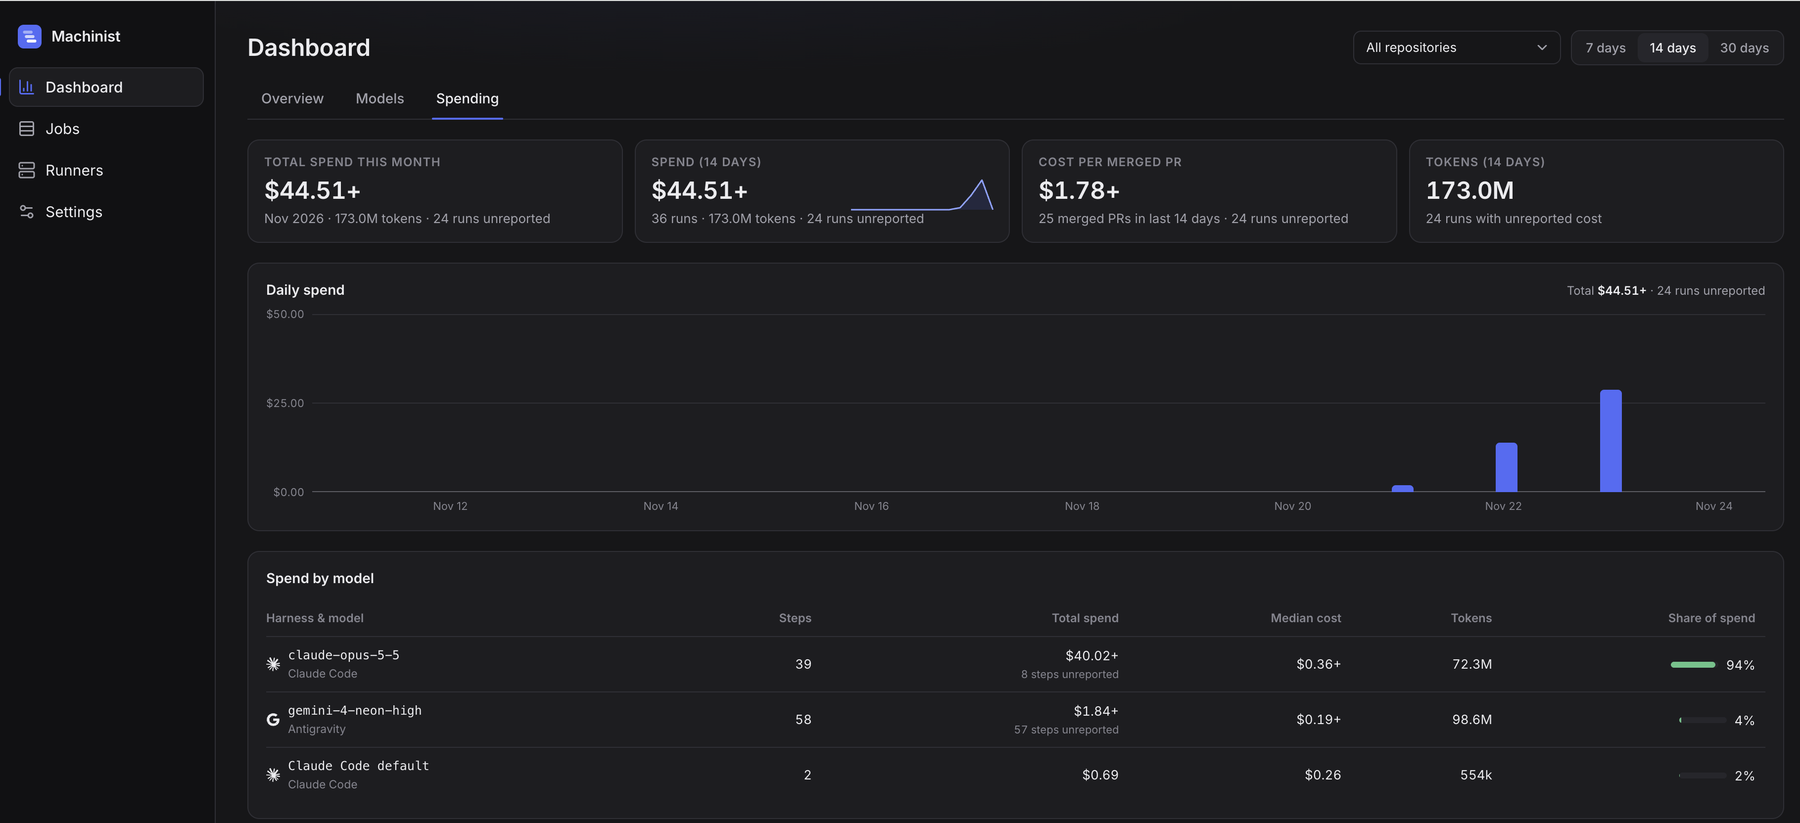 Machinist
Dashboard
Jobs
Runners
Settings
Dashboard
All repositories
7 days 14 days 30 days
Overview Models Spending
TOTAL SPEND THIS MONTH
$44.51+
Nov 2026 · 173.0M tokens · 24 runs unreported
SPEND (14 DAYS)
$44.51+
36 runs · 173.0M tokens · 24 runs unreported
COST PER MERGED PR
$1.78+
25 merged PRs in last 14 days · 24 runs unreported
TOKENS (14 DAYS)
173.0M
24 runs with unreported cost
Daily spend
Total $44.51+ · 24 runs unreported
$50.00
$25.00
$0.00
Nov 12 Nov 14 Nov 16 Nov 18 Nov 20 Nov 22 Nov 24
Spend by model
Harness & model Steps Total spend Median cost Tokens Share of spend
claude-opus-5-5
Claude Code
39 $40.02+ $0.36+ 72.3M 94%
8 steps unreported
gemini-4-neon-high
Antigravity
58 $1.84+ $0.19+ 98.6M 4%
57 steps unreported
Claude Code default
Claude Code
2 $0.69 $0.26 554k 2%